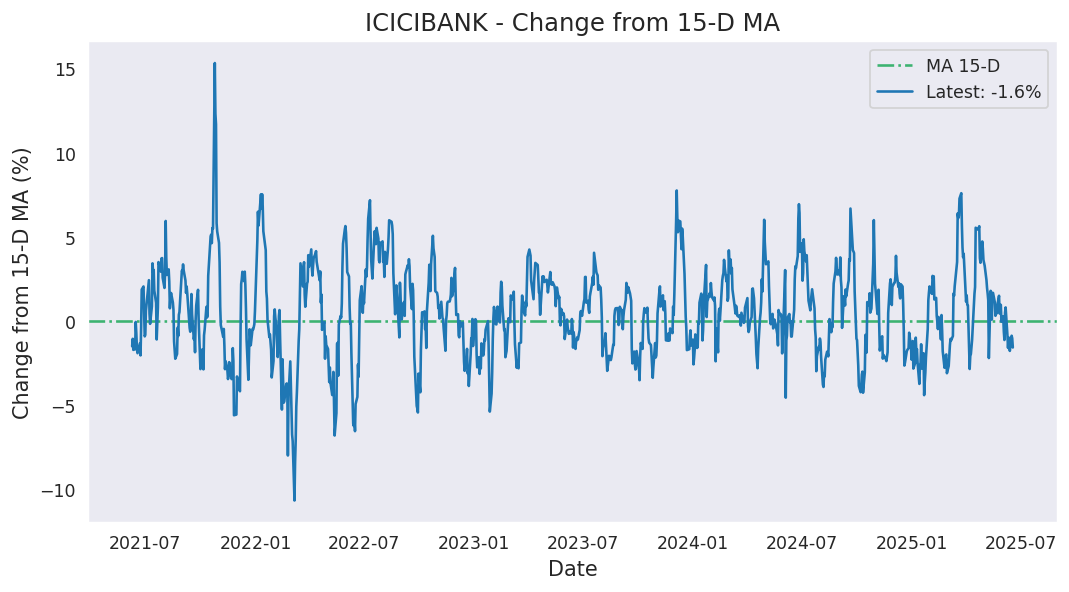 ICICIBANK - Change from 15-D MA
MA 15-D
Latest: -1.6%
Change from 15-D MA (%)
15
10
5
0
−5
−10
2021-07 2022-01 2022-07 2023-01 2023-07 2024-01 2024-07 2025-01 2025-07
Date